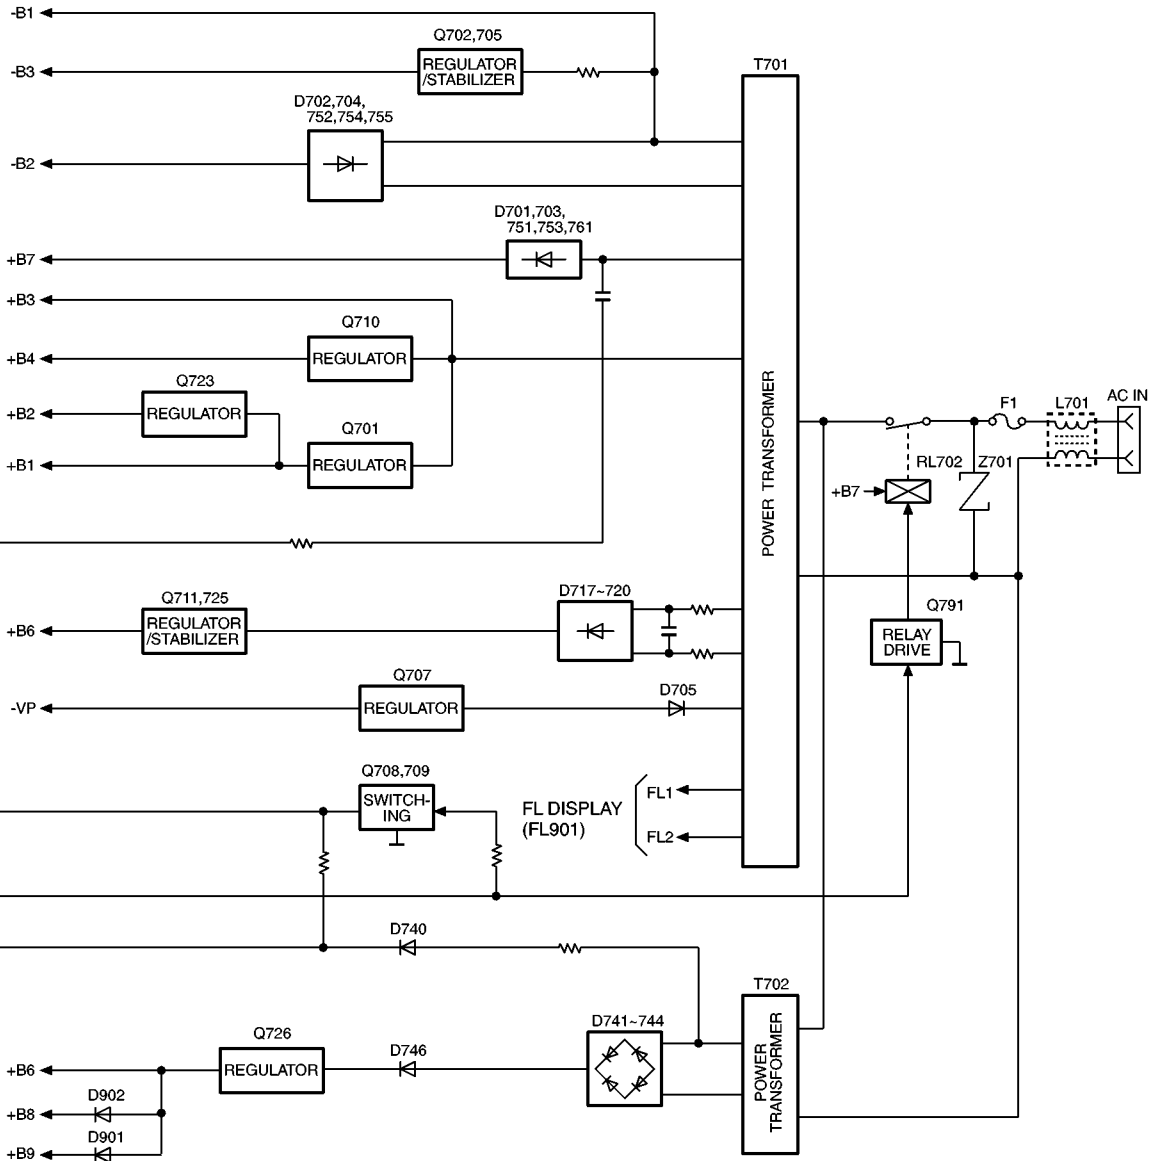 -B1
Q702,705
-B3
REGULATOR
/STABILIZER
T701
D702,704,
752,754,755
-B2
D701,703,
751,753,761
+B7
+B3
Q710
+B4
REGULATOR
Q723
+B2
REGULATOR
Q701
+B1
REGULATOR
POWER TRANSFORMER
F1
L701
AC IN
RL702
Z701
+B7
D717~720
Q711,725
+B6
REGULATOR
/STABILIZER
Q791
RELAY
DRIVE
Q707
D705
-VP
REGULATOR
Q708,709
SWITCH-
ING
FL DISPLAY
(FL901)
FL1
FL2
D740
T702
POWER
TRANSFORMER
D741~744
Q726
D746
+B6
REGULATOR
D902
+B8
D901
+B9